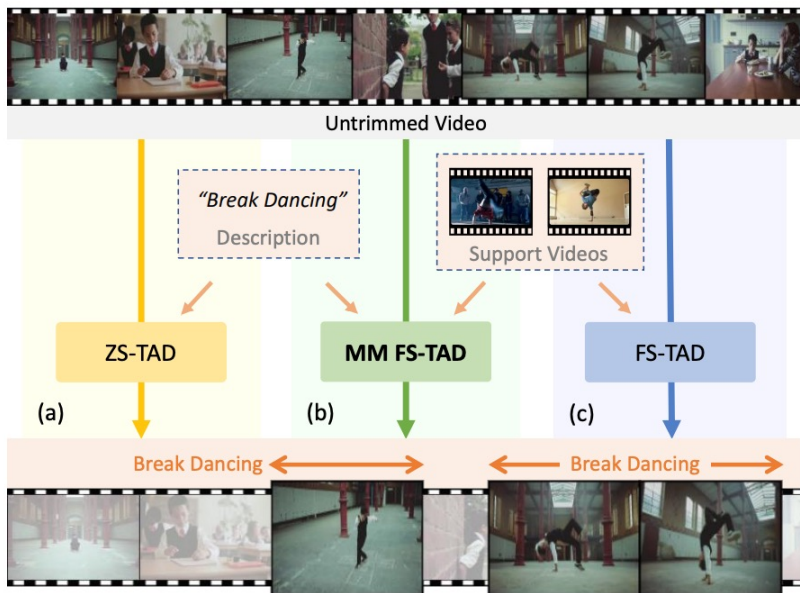 Untrimmed Video
“Break Dancing”
Description
Support Videos
ZS-TAD
MM FS-TAD
FS-TAD
(a)
(b)
(c)
Break Dancing
Break Dancing